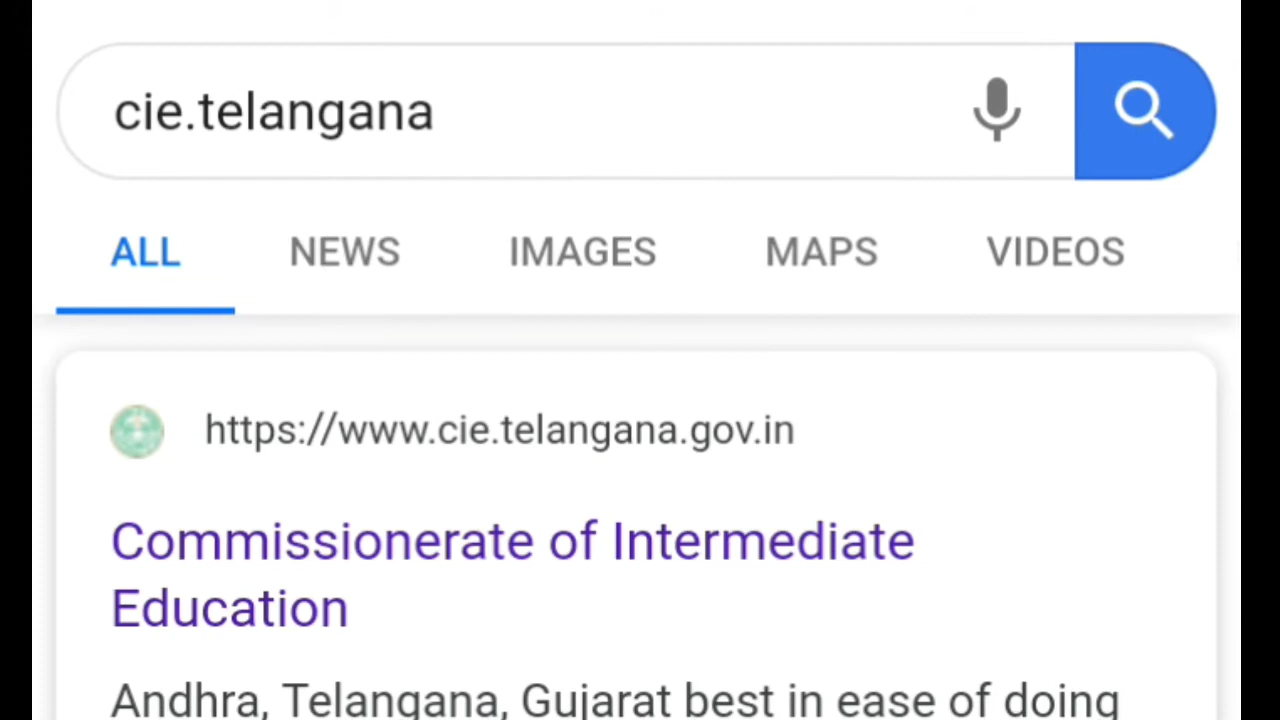 cie.telangana
ALL NEWS IMAGES MAPS VIDEOS
https://www.cie.telangana.gov.in
Commissionerate of Intermediate
Education
Andhra, Telangana, Gujarat best in ease of doing